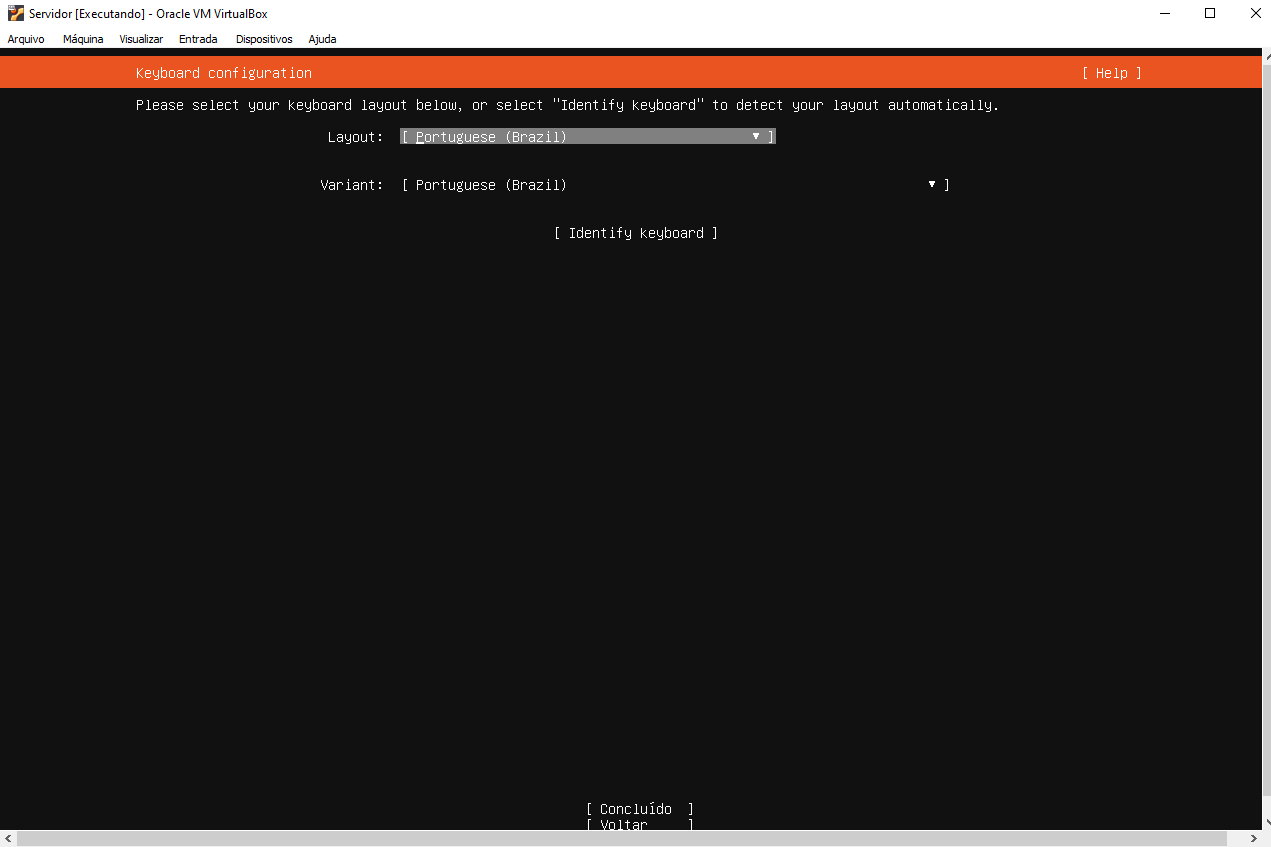 Servidor [Executando] - Oracle VM VirtualBox
Arquivo Máquina Visualizar Entrada Dispositivos Ajuda
Keyboard configuration [ Help ]
Please select your keyboard layout below, or select "Identify keyboard" to detect your layout automatically.
Layout: [ Portuguese (Brazil) ▾ ]
Variant: [ Portuguese (Brazil) ▾ ]
[ Identify keyboard ]
[ Concluído ]
[ Voltar ]